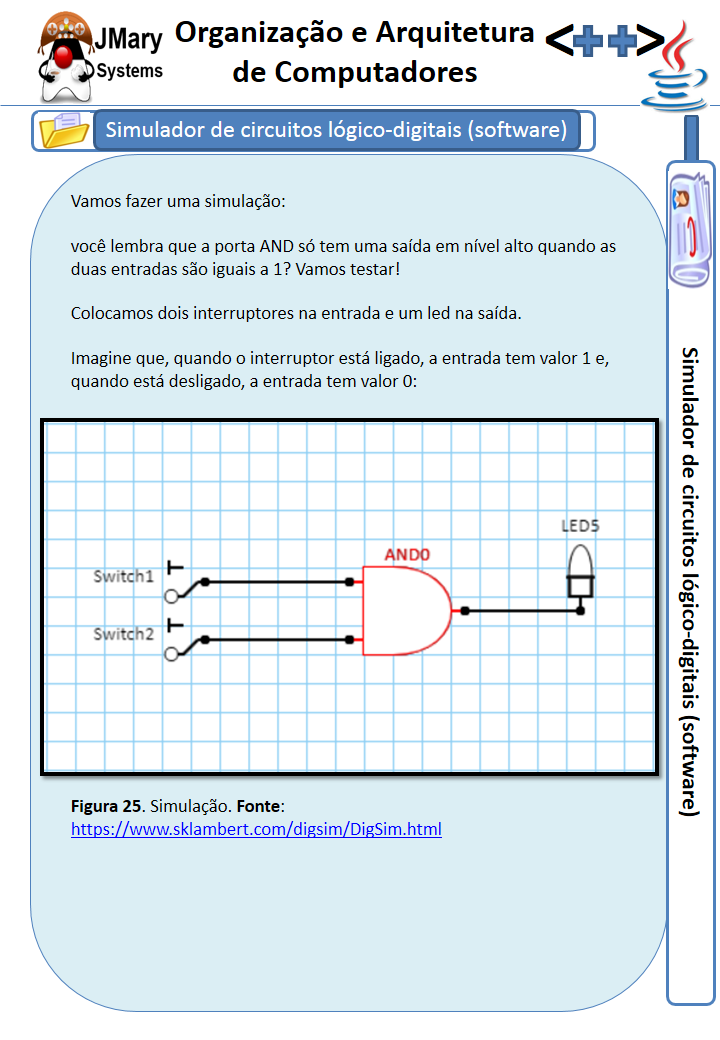 JMary
Systems
Organização e Arquitetura
de Computadores
<++>
Simulador de circuitos lógico-digitais (software)
Vamos fazer uma simulação:
você lembra que a porta AND só tem uma saída em nível alto quando as
duas entradas são iguais a 1? Vamos testar!
Colocamos dois interruptores na entrada e um led na saída.
Imagine que, quando o interruptor está ligado, a entrada tem valor 1 e,
quando está desligado, a entrada tem valor 0:
LED5
AND0
Switch1
Switch2
Figura 25. Simulação. Fonte:
https://www.sklambert.com/digsim/DigSim.html
Simulador de circuitos lógico-digitais (software)